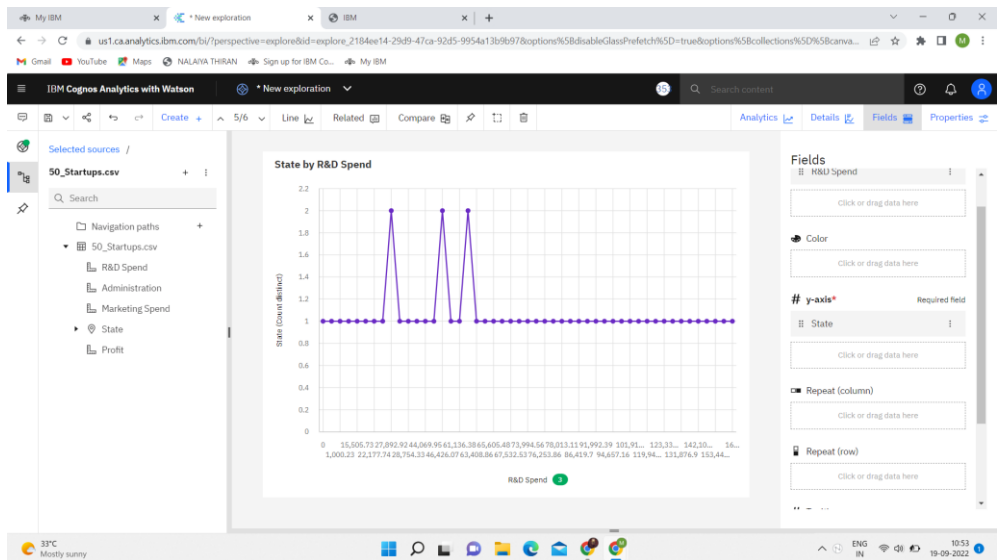 My IBM
* New exploration
IBM
us1.ca.analytics.ibm.com/bi/?perspective=explore&id=explore_2184ee14-29d9-47ca-92d5-9954a13b9b97&options%5BdisableGlassPrefetch%5D=true&options%5Bcollections%5D%5Bcanva...
M
Gmail YouTube Maps NALAIYA THIRAN Sign up for IBM Co... My IBM
IBM Cognos Analytics with Watson
* New exploration
Search content
Create + 5/6 Line Related Compare
Analytics Details Fields Properties
Selected sources /
50_Startups.csv
Search
Navigation paths
50_Startups.csv
R&D Spend
Administration
Marketing Spend
State
Profit
State by R&D Spend
State (Count distinct)
2.2
2
1.8
1.6
1.4
1.2
1
0.8
0.6
0.4
0.2
0
0 15,505.73 27,892.92 44,069.95 61,136.38 65,605.48 73,994.56 78,013.11 91,992.39 101,91... 123,33... 142,10... 16...
1,000.23 22,177.74 28,754.33 46,426.07 63,408.86 67,532.53 76,253.86 86,419.7 94,657.16 119,94... 131,876.9 153,44...
R&D Spend 3
Fields
R&D Spend
Click or drag data here
Color
Click or drag data here
# y-axis* Required field
State
Click or drag data here
Repeat (column)
Click or drag data here
Repeat (row)
Click or drag data here
33°C
Mostly sunny
ENG
IN
10:53
19-09-2022